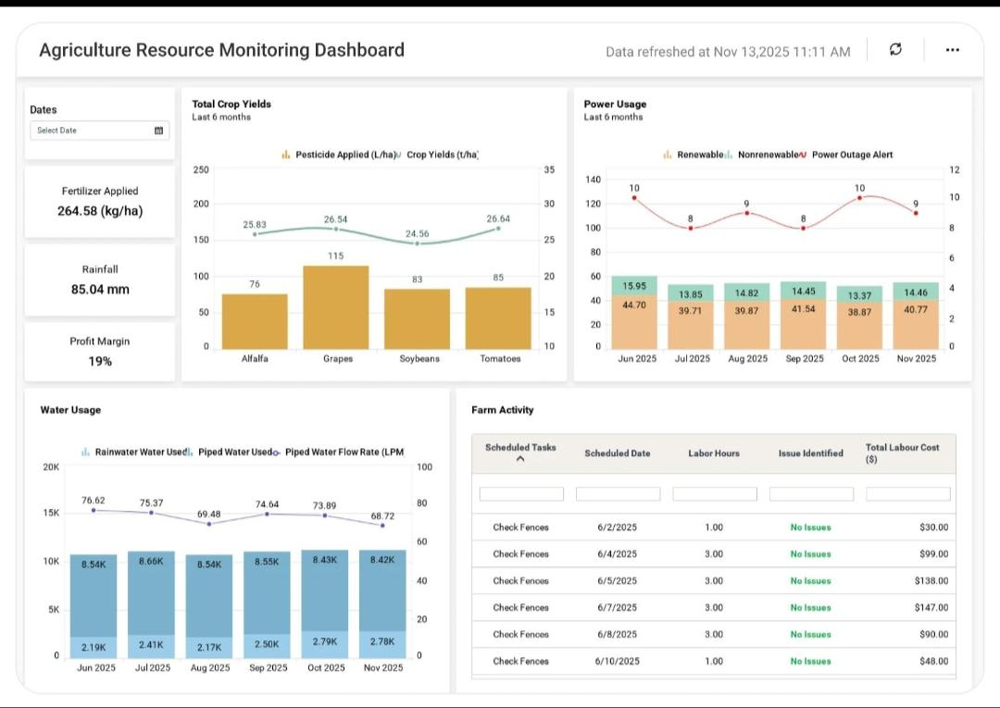 Agriculture Resource Monitoring Dashboard
Data refreshed at Nov 13,2025 11:11 AM
Dates
Select Date
Fertilizer Applied
264.58 (kg/ha)
Rainfall
85.04 mm
Profit Margin
19%
Total Crop Yields
Last 6 months
Pesticide Applied (L/ha) Crop Yields (t/ha)
250 35
200 30
150 25
100 20
50 15
0 10
25.83 26.54 24.56 26.64
76 115 83 85
Alfalfa Grapes Soybeans Tomatoes
Power Usage
Last 6 months
Renewable Nonrenewable Power Outage Alert
140 12
120 10
100 8
80 6
60 4
40 2
20 0
0
10 8 9 8 10 9
15.95 13.85 14.82 14.45 13.37 14.46
44.70 39.71 39.87 41.54 38.87 40.77
Jun 2025 Jul 2025 Aug 2025 Sep 2025 Oct 2025 Nov 2025
Water Usage
Rainwater Water Used Piped Water Used Piped Water Flow Rate (LPM
20K 100
15K 80
10K 60
5K 40
0 20
0
76.62 75.37 69.48 74.64 73.89 68.72
8.54K 8.66K 8.54K 8.55K 8.43K 8.42K
2.19K 2.41K 2.17K 2.50K 2.79K 2.78K
Jun 2025 Jul 2025 Aug 2025 Sep 2025 Oct 2025 Nov 2025
Farm Activity
Scheduled Tasks Scheduled Date Labor Hours Issue Identified Total Labour Cost
($)
Check Fences 6/2/2025 1.00 No Issues $30.00
Check Fences 6/4/2025 3.00 No Issues $99.00
Check Fences 6/5/2025 3.00 No Issues $138.00
Check Fences 6/7/2025 3.00 No Issues $147.00
Check Fences 6/8/2025 3.00 No Issues $90.00
Check Fences 6/10/2025 1.00 No Issues $48.00